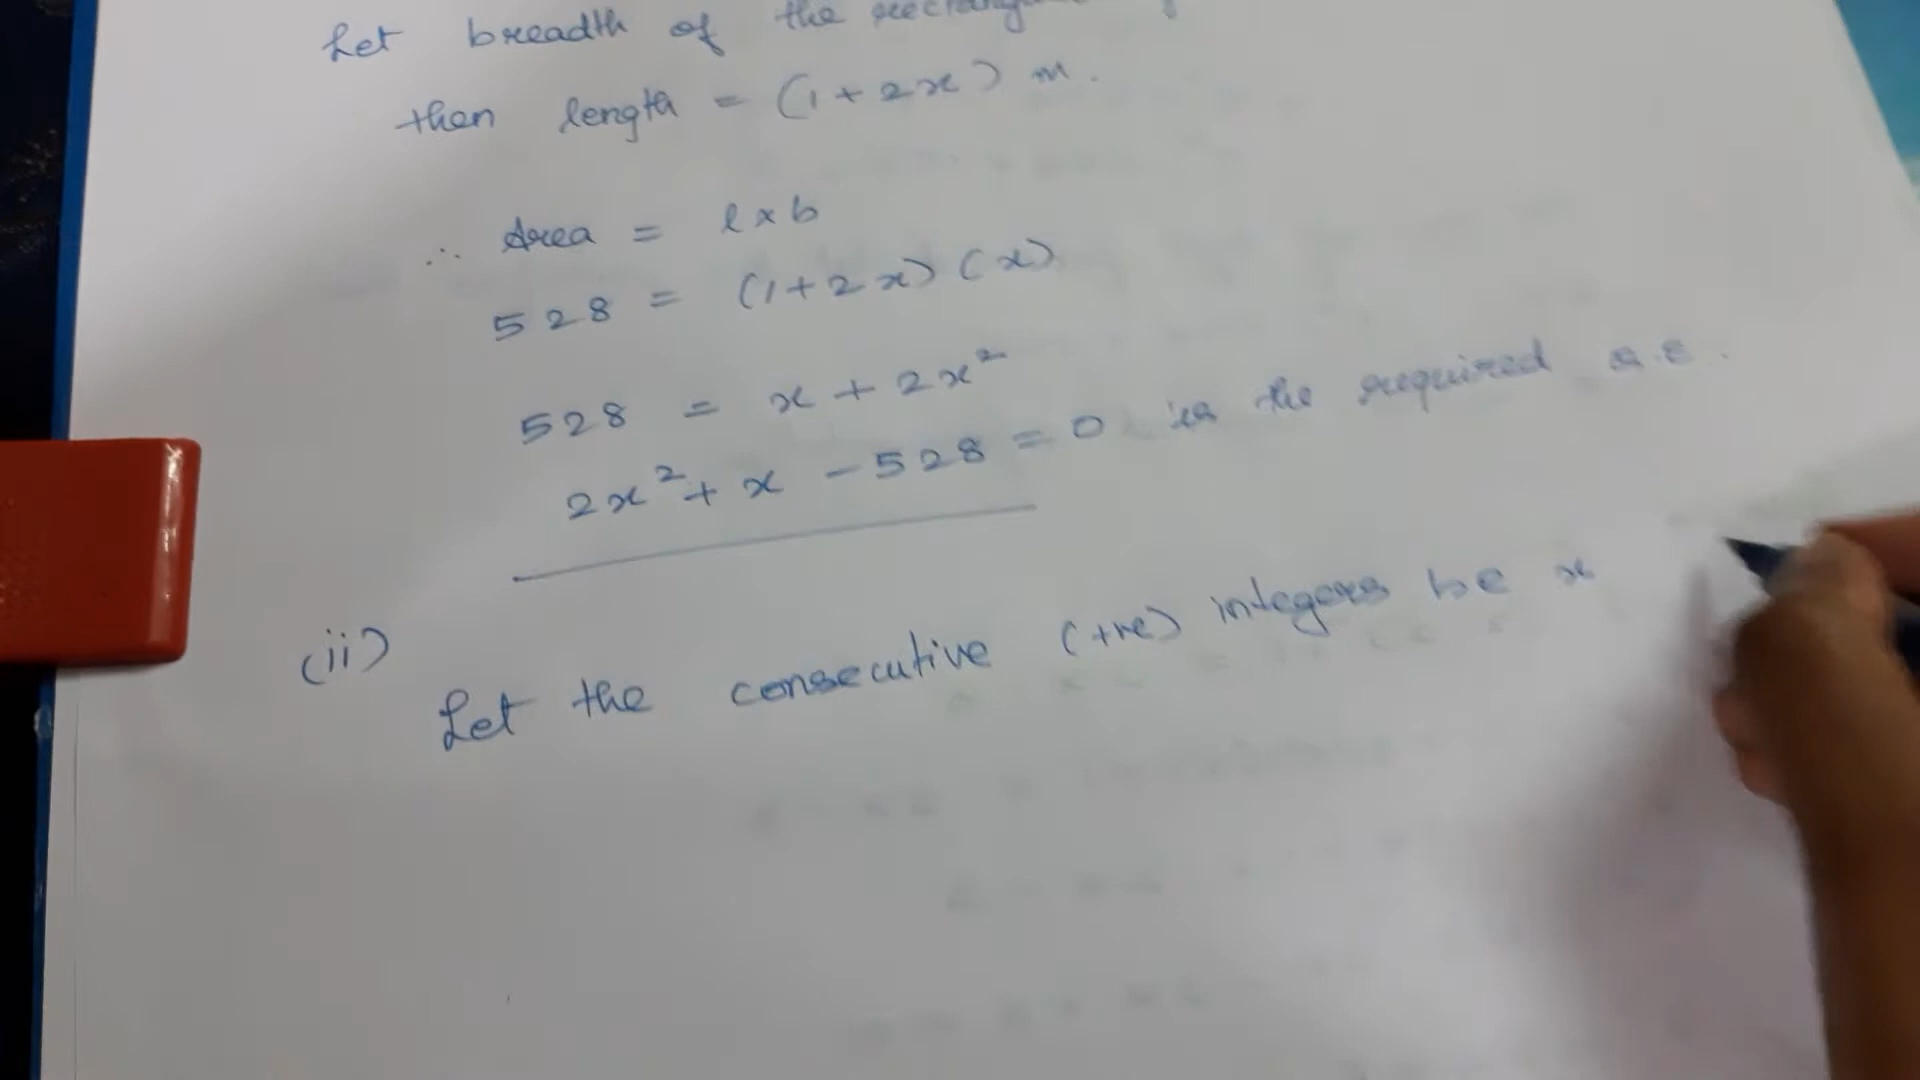 Let breadth of the
then length = (1 + 2x) m.
∴ Area = l × b
528 = (1+2x) (x)
528 = x + 2x²
2x² + x - 528 = 0 is the required Q.E.
(ii)
Let the consecutive (+ve) integers be x